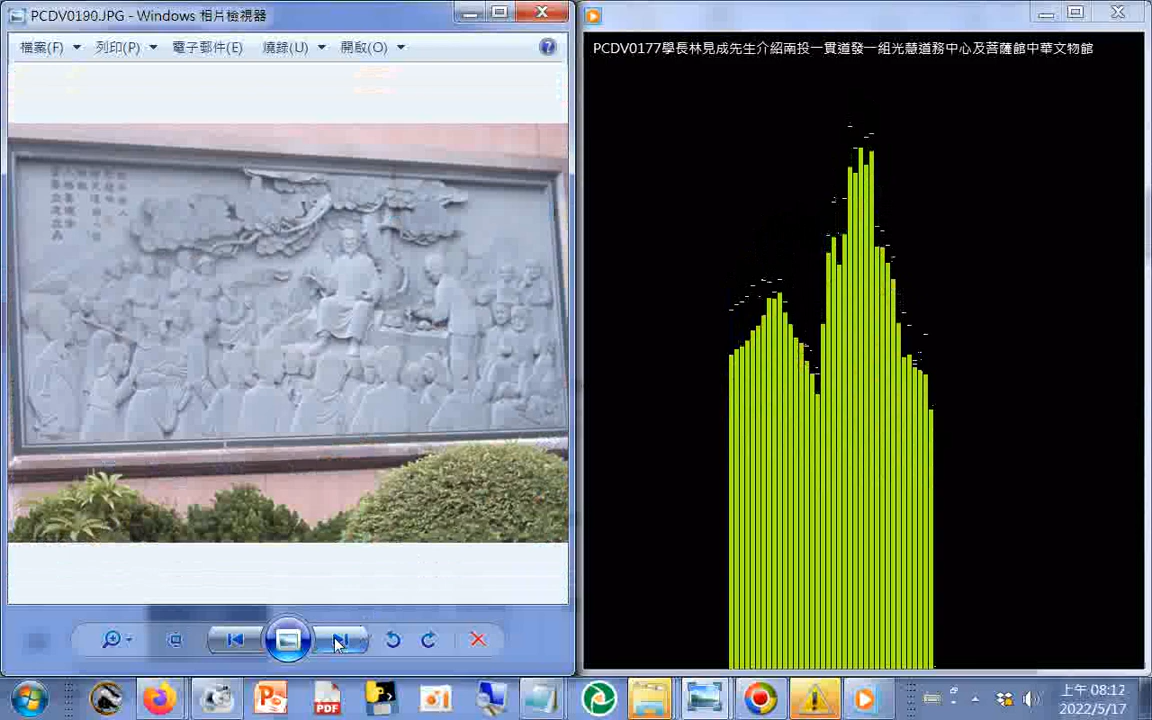 PCDV0190.JPG - Windows 相片檢視器
檔案(F) 列印(P) 電子郵件(E) 燒錄(U) 開啟(O)
PCDV0177學長林見成先生介紹南投一貫道發一組光慧道務中心及菩薩館中華文物館
上午 08:12
2022/5/17
PDF